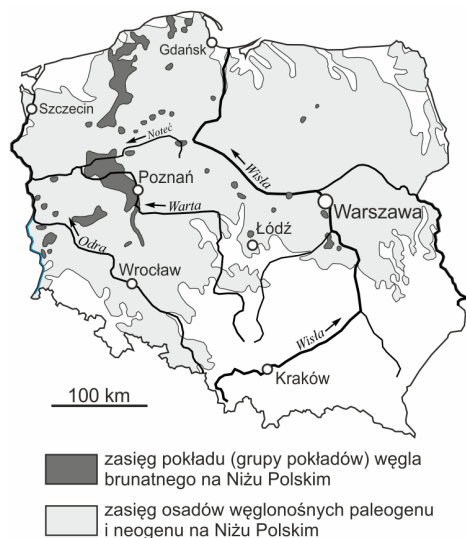 Gdańsk
Szczecin
Noteć
Wisła
Poznań
Warta
Warszawa
Łódź
Odra
Wrocław
Wisła
Kraków
100 km
zasięg pokładu (grupy pokładów) węgla
brunatnego na Niżu Polskim
zasięg osadów węglonośnych paleogenu
i neogenu na Niżu Polskim